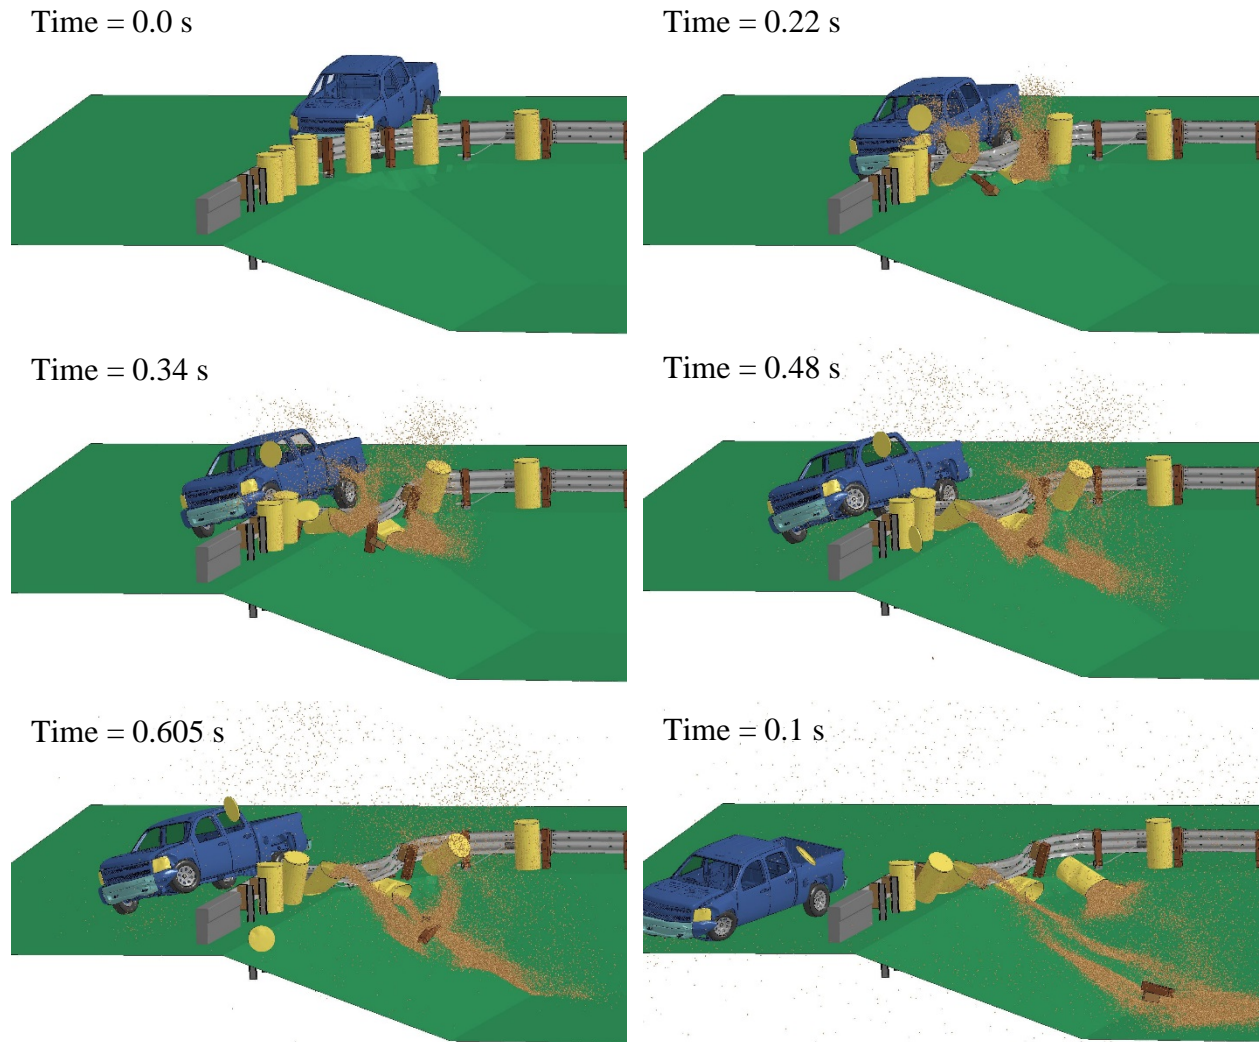 Time = 0.0 s
Time = 0.22 s
Time = 0.34 s
Time = 0.48 s
Time = 0.605 s
Time = 0.1 s